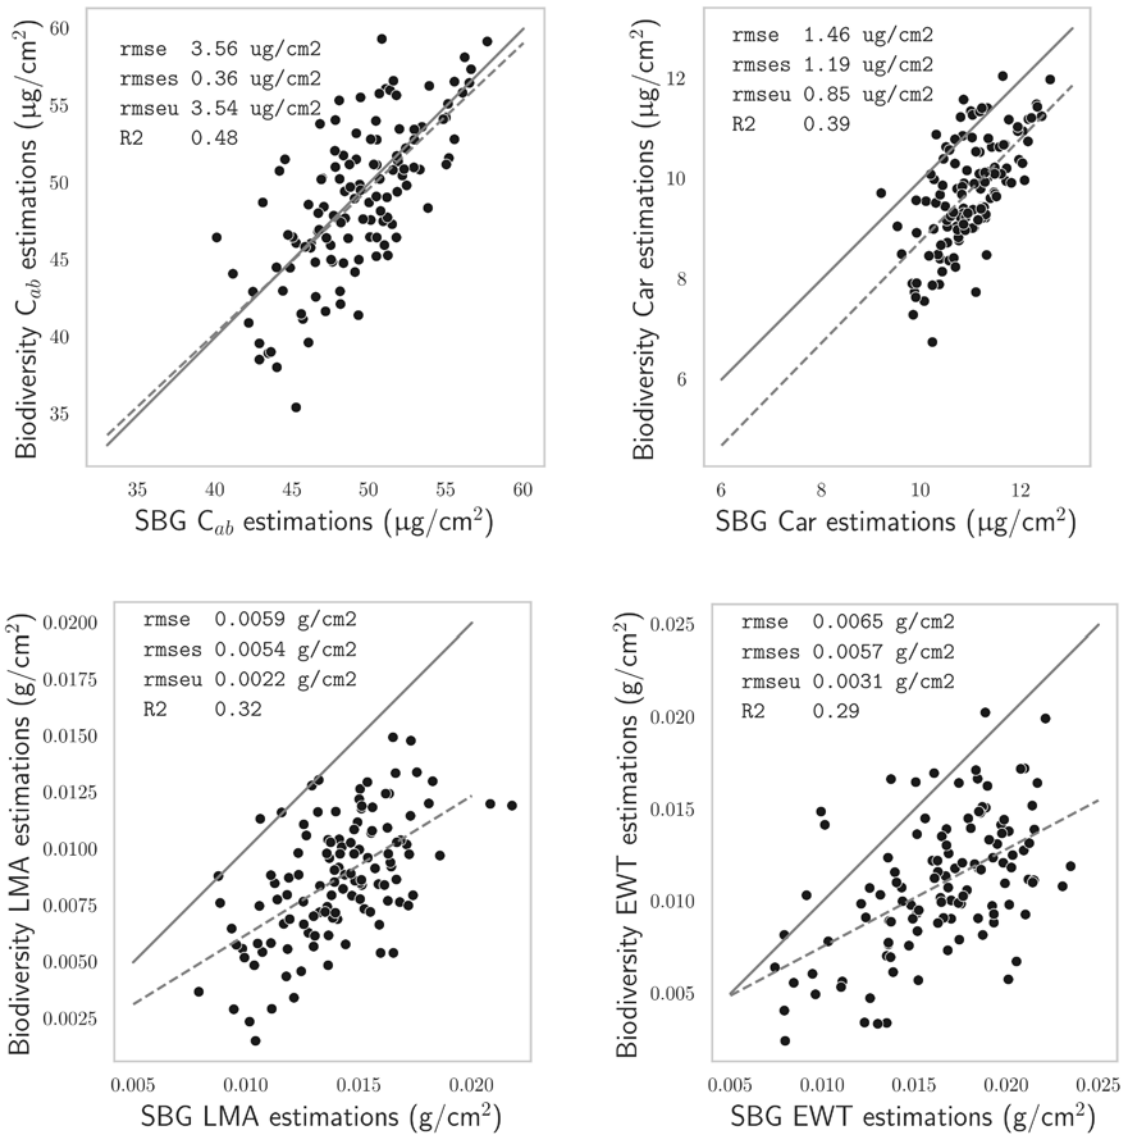 Biodiversity Cab estimations (μg/cm2)
60
55
50
45
40
35
rmse 3.56 ug/cm2
rmses 0.36 ug/cm2
rmseu 3.54 ug/cm2
R2 0.48
35 40 45 50 55 60
SBG Cab estimations (μg/cm2)
Biodiversity Car estimations (μg/cm2)
12
10
8
6
rmse 1.46 ug/cm2
rmses 1.19 ug/cm2
rmseu 0.85 ug/cm2
R2 0.39
6 8 10 12
SBG Car estimations (μg/cm2)
Biodiversity LMA estimations (g/cm2)
0.0200
0.0175
0.0150
0.0125
0.0100
0.0075
0.0050
0.0025
rmse 0.0059 g/cm2
rmses 0.0054 g/cm2
rmseu 0.0022 g/cm2
R2 0.32
0.005 0.010 0.015 0.020
SBG LMA estimations (g/cm2)
Biodiversity EWT estimations (g/cm2)
0.025
0.020
0.015
0.010
0.005
rmse 0.0065 g/cm2
rmses 0.0057 g/cm2
rmseu 0.0031 g/cm2
R2 0.29
0.005 0.010 0.015 0.020 0.025
SBG EWT estimations (g/cm2)